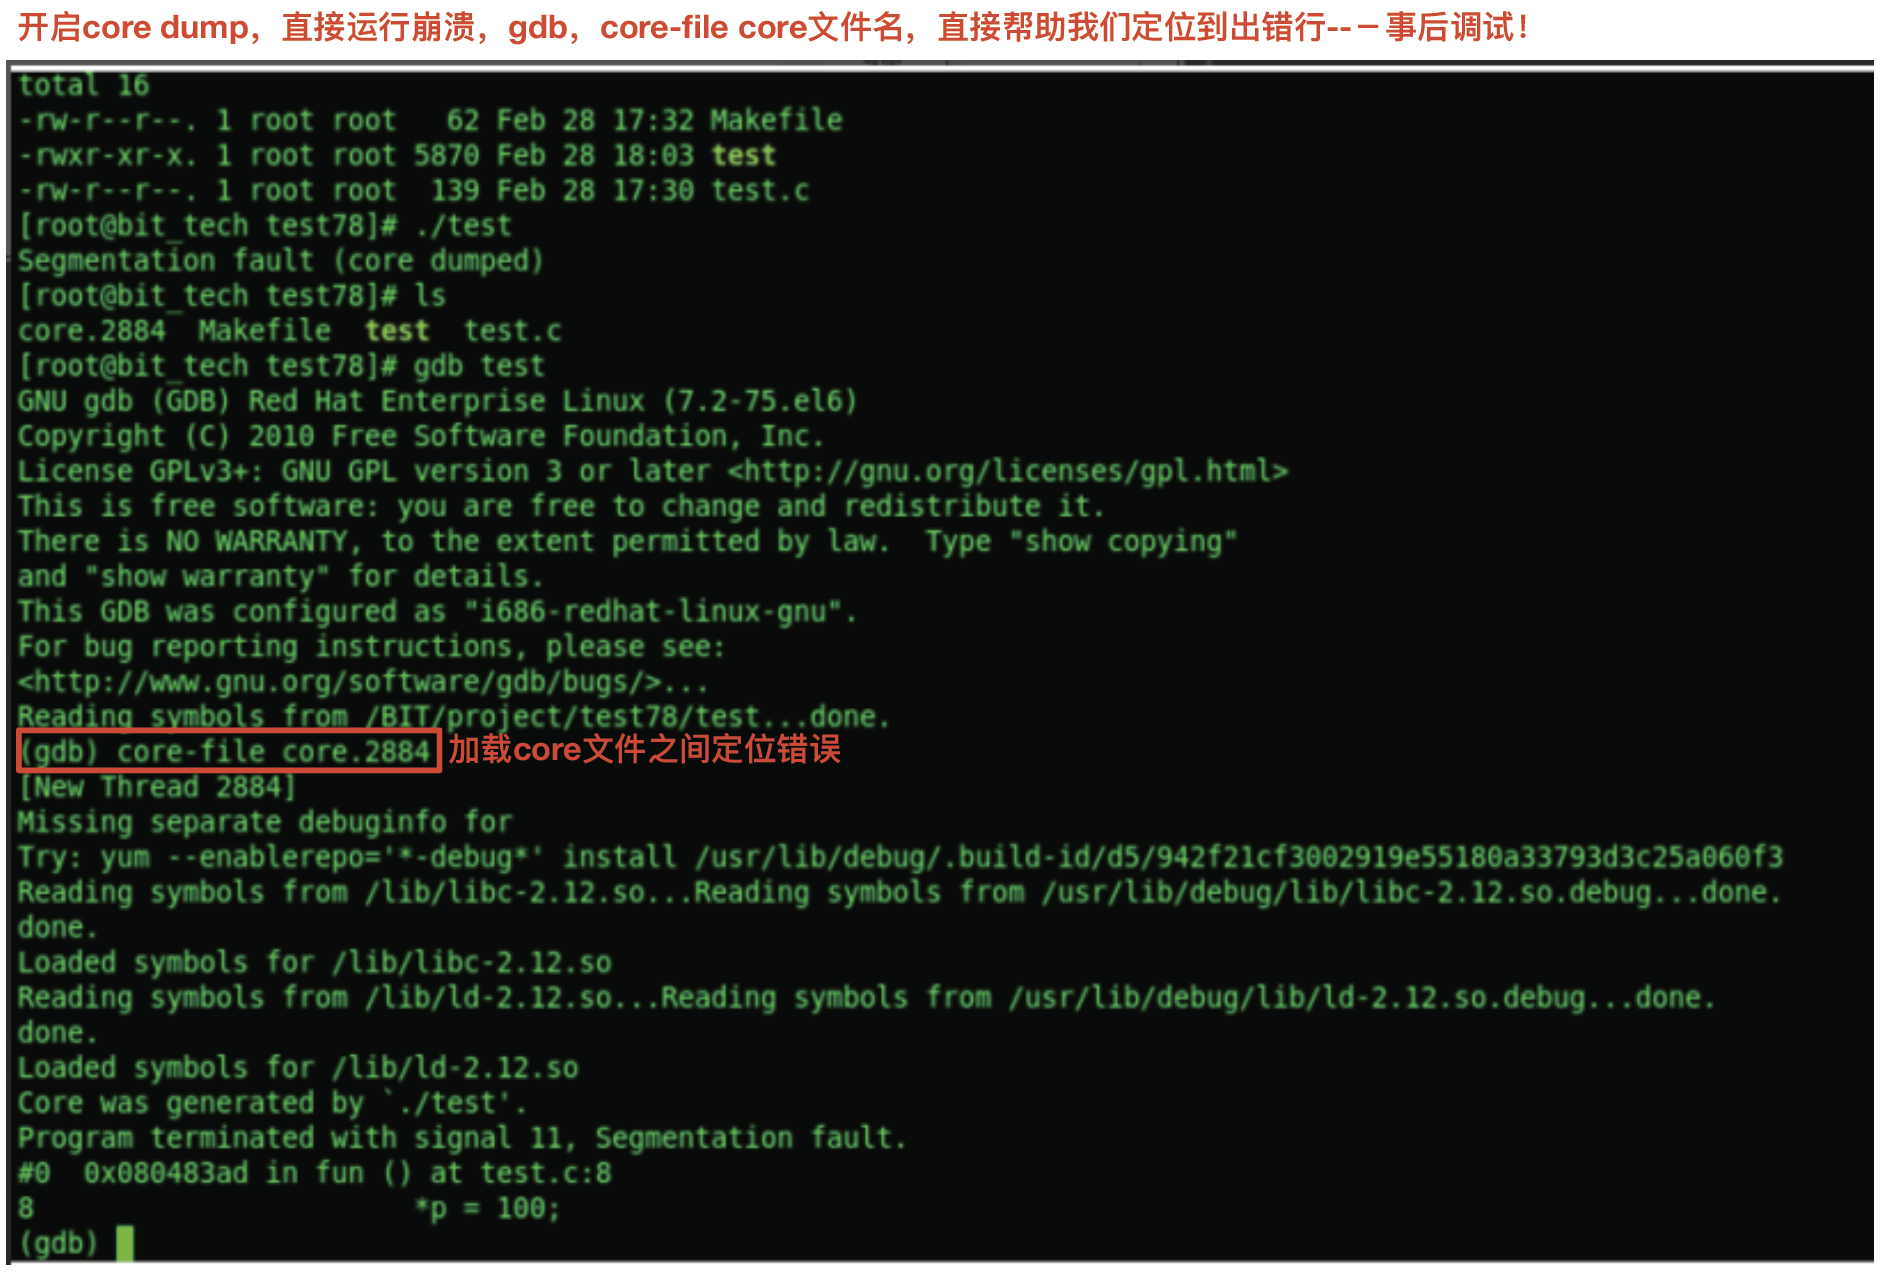 开启core dump，直接运行崩溃，gdb，core-file core文件名，直接帮助我们定位到出错行--－事后调试！
total 16
-rw-r--r--. 1 root root   62 Feb 28 17:32 Makefile
-rwxr-xr-x. 1 root root 5870 Feb 28 18:03 test
-rw-r--r--. 1 root root  139 Feb 28 17:30 test.c
[root@bit_tech test78]# ./test
Segmentation fault (core dumped)
[root@bit_tech test78]# ls
core.2884  Makefile  test  test.c
[root@bit_tech test78]# gdb test
GNU gdb (GDB) Red Hat Enterprise Linux (7.2-75.el6)
Copyright (C) 2010 Free Software Foundation, Inc.
License GPLv3+: GNU GPL version 3 or later <http://gnu.org/licenses/gpl.html>
This is free software: you are free to change and redistribute it.
There is NO WARRANTY, to the extent permitted by law.  Type "show copying"
and "show warranty" for details.
This GDB was configured as "i686-redhat-linux-gnu".
For bug reporting instructions, please see:
<http://www.gnu.org/software/gdb/bugs/>...
Reading symbols from /BIT/project/test78/test...done.
(gdb) core-file core.2884 加载core文件之间定位错误
[New Thread 2884]
Missing separate debuginfo for
Try: yum --enablerepo='*-debug*' install /usr/lib/debug/.build-id/d5/942f21cf3002919e55180a33793d3c25a060f3
Reading symbols from /lib/libc-2.12.so...Reading symbols from /usr/lib/debug/lib/libc-2.12.so.debug...done.
done.
Loaded symbols for /lib/libc-2.12.so
Reading symbols from /lib/ld-2.12.so...Reading symbols from /usr/lib/debug/lib/ld-2.12.so.debug...done.
done.
Loaded symbols for /lib/ld-2.12.so
Core was generated by `./test'.
Program terminated with signal 11, Segmentation fault.
#0  0x080483ad in fun () at test.c:8
8                       *p = 100;
(gdb)